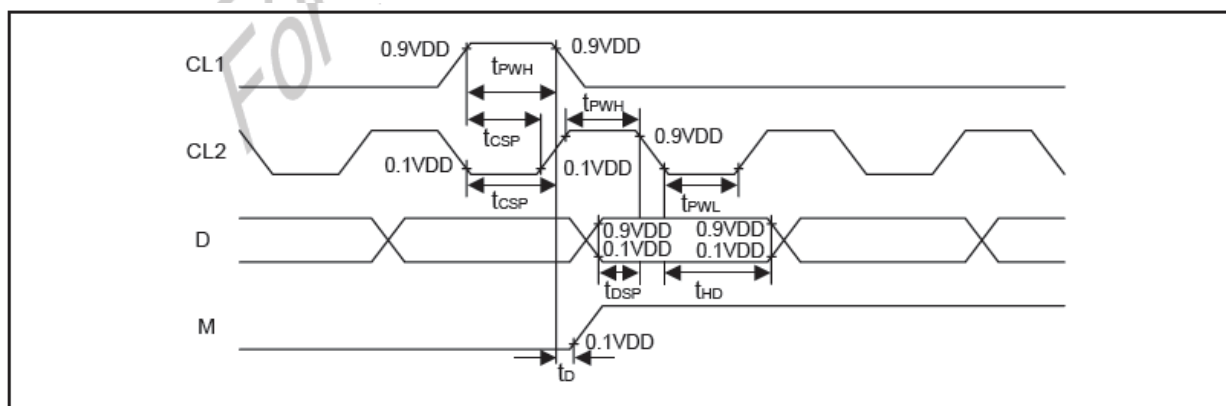 For
0.9VDD
0.9VDD
CL1
tPWH
tPWH
tCSP
0.9VDD
CL2
0.1VDD
0.1VDD
tCSP
tPWL
D
0.9VDD
0.9VDD
0.1VDD
0.1VDD
tDSP
tHD
M
0.1VDD
tD